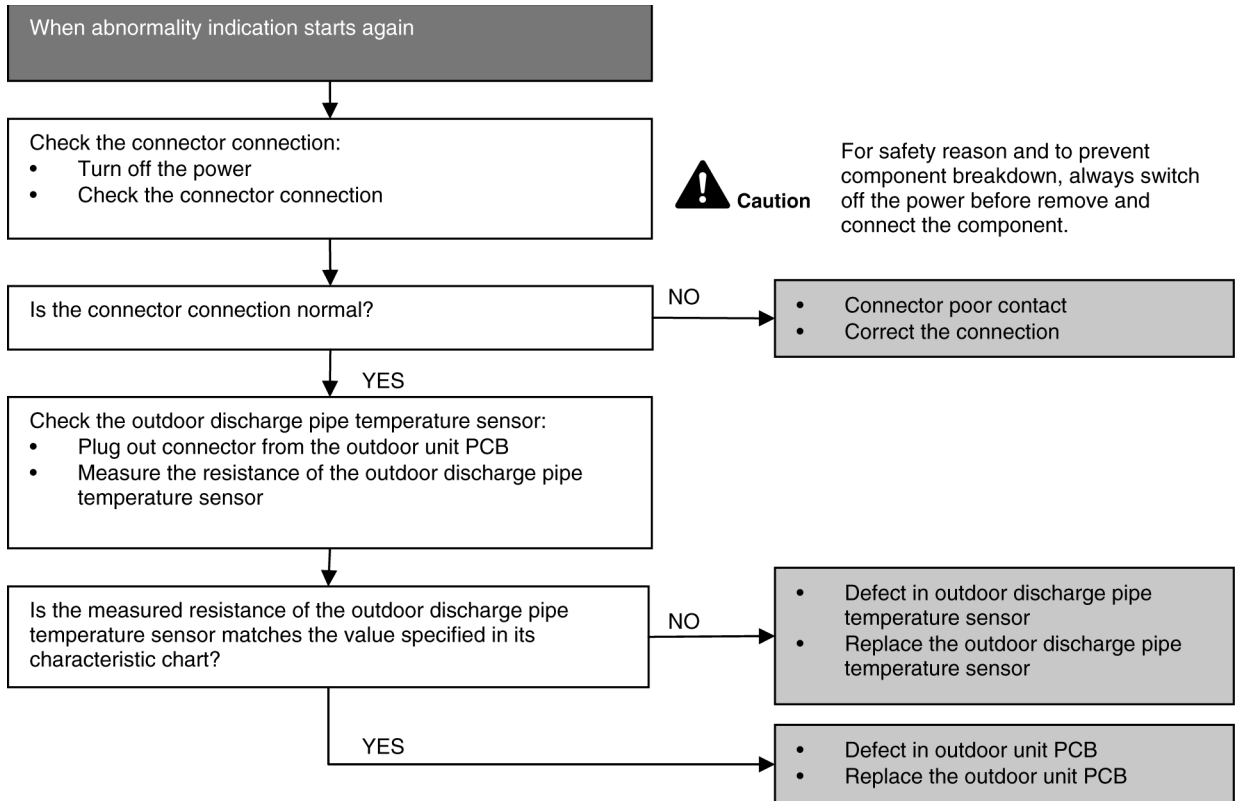 When abnormality indication starts again
Check the connector connection:
• Turn off the power
• Check the connector connection
Caution
For safety reason and to prevent
component breakdown, always switch
off the power before remove and
connect the component.
Is the connector connection normal?
NO
• Connector poor contact
• Correct the connection
YES
Check the outdoor discharge pipe temperature sensor:
• Plug out connector from the outdoor unit PCB
• Measure the resistance of the outdoor discharge pipe
temperature sensor
Is the measured resistance of the outdoor discharge pipe
temperature sensor matches the value specified in its
characteristic chart?
NO
• Defect in outdoor discharge pipe
temperature sensor
• Replace the outdoor discharge pipe
temperature sensor
YES
• Defect in outdoor unit PCB
• Replace the outdoor unit PCB